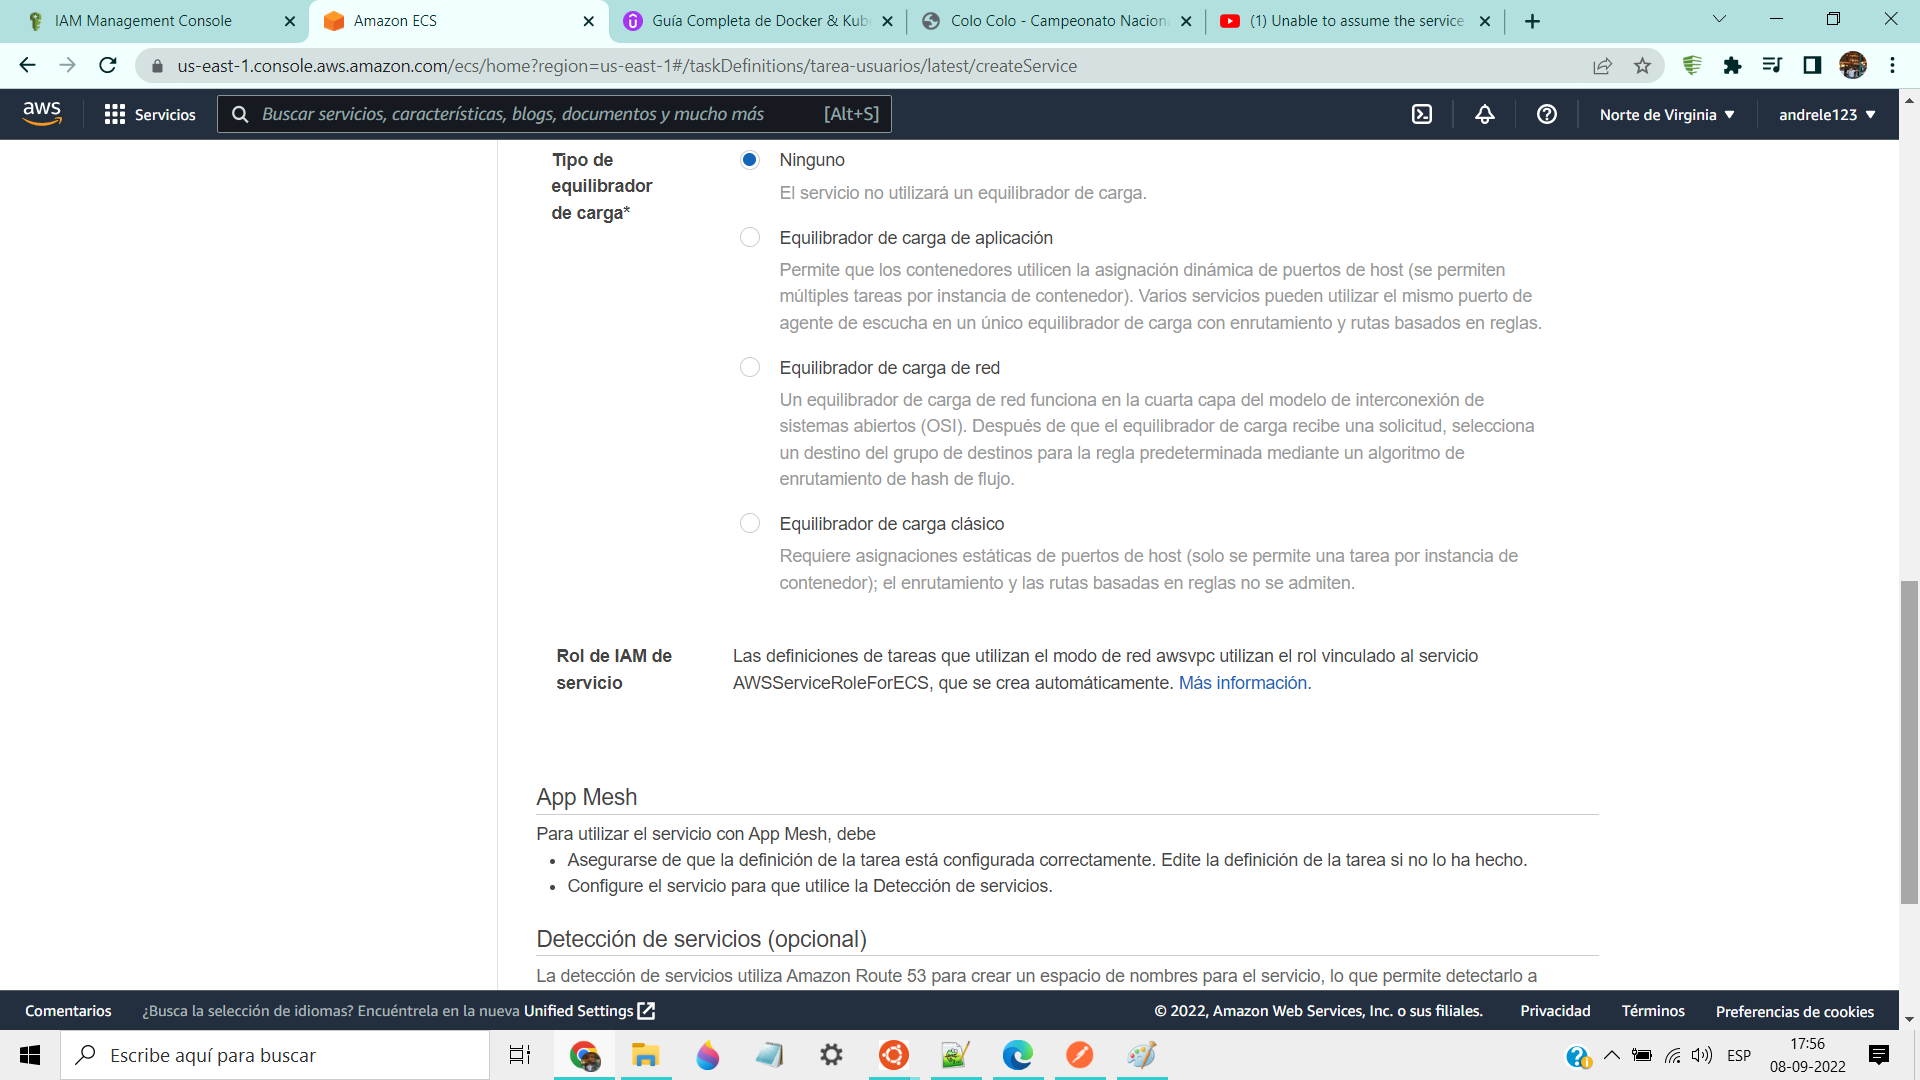 IAM Management Console
Amazon ECS
Guía Completa de Docker & Kub
Colo Colo - Campeonato Nacion
(1) Unable to assume the service
us-east-1.console.aws.amazon.com/ecs/home?region=us-east-1#/taskDefinitions/tarea-usuarios/latest/createService
aws
Servicios
Buscar servicios, características, blogs, documentos y mucho más
[Alt+S]
Norte de Virginia ▼
andrele123 ▼
Tipo de
equilibrador
de carga*
Ninguno
El servicio no utilizará un equilibrador de carga.
Equilibrador de carga de aplicación
Permite que los contenedores utilicen la asignación dinámica de puertos de host (se permiten
múltiples tareas por instancia de contenedor). Varios servicios pueden utilizar el mismo puerto de
agente de escucha en un único equilibrador de carga con enrutamiento y rutas basados en reglas.
Equilibrador de carga de red
Un equilibrador de carga de red funciona en la cuarta capa del modelo de interconexión de
sistemas abiertos (OSI). Después de que el equilibrador de carga recibe una solicitud, selecciona
un destino del grupo de destinos para la regla predeterminada mediante un algoritmo de
enrutamiento de hash de flujo.
Equilibrador de carga clásico
Requiere asignaciones estáticas de puertos de host (solo se permite una tarea por instancia de
contenedor); el enrutamiento y las rutas basadas en reglas no se admiten.
Rol de IAM de
servicio
Las definiciones de tareas que utilizan el modo de red awsvpc utilizan el rol vinculado al servicio
AWSServiceRoleForECS, que se crea automáticamente. Más información.
App Mesh
Para utilizar el servicio con App Mesh, debe
• Asegurarse de que la definición de la tarea está configurada correctamente. Edite la definición de la tarea si no lo ha hecho.
• Configure el servicio para que utilice la Detección de servicios.
Detección de servicios (opcional)
La detección de servicios utiliza Amazon Route 53 para crear un espacio de nombres para el servicio, lo que permite detectarlo a
Comentarios
¿Busca la selección de idiomas? Encuéntrela en la nueva Unified Settings
© 2022, Amazon Web Services, Inc. o sus filiales.
Privacidad
Términos
Preferencias de cookies
Escribe aquí para buscar
ESP
17:56
08-09-2022